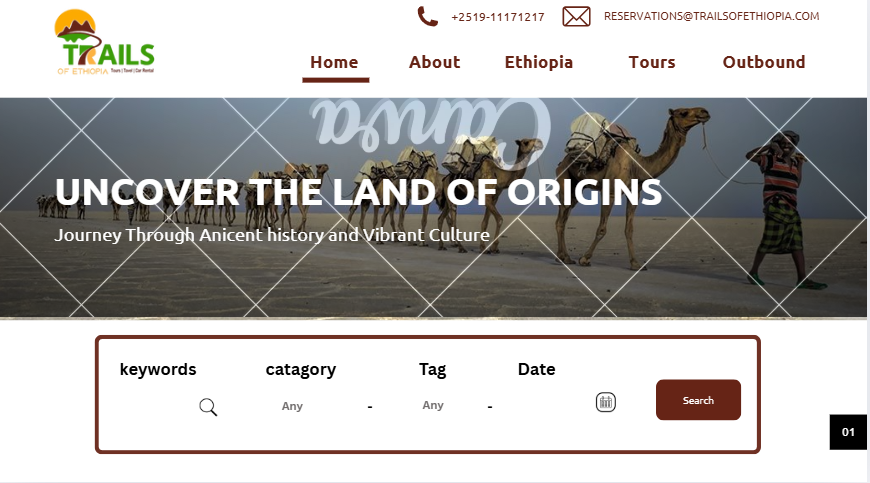 +2519-11171217 RESERVATIONS@TRAILSOFETHIOPIA.COM
TRAILS
OF ETHIOPIA Tours | Travel | Car Rental
Home About Ethiopia Tours Outbound
Canva
UNCOVER THE LAND OF ORIGINS
Journey Through Anicent history and Vibrant Culture
keywords catagory Tag Date
Any - Any -
Search
01